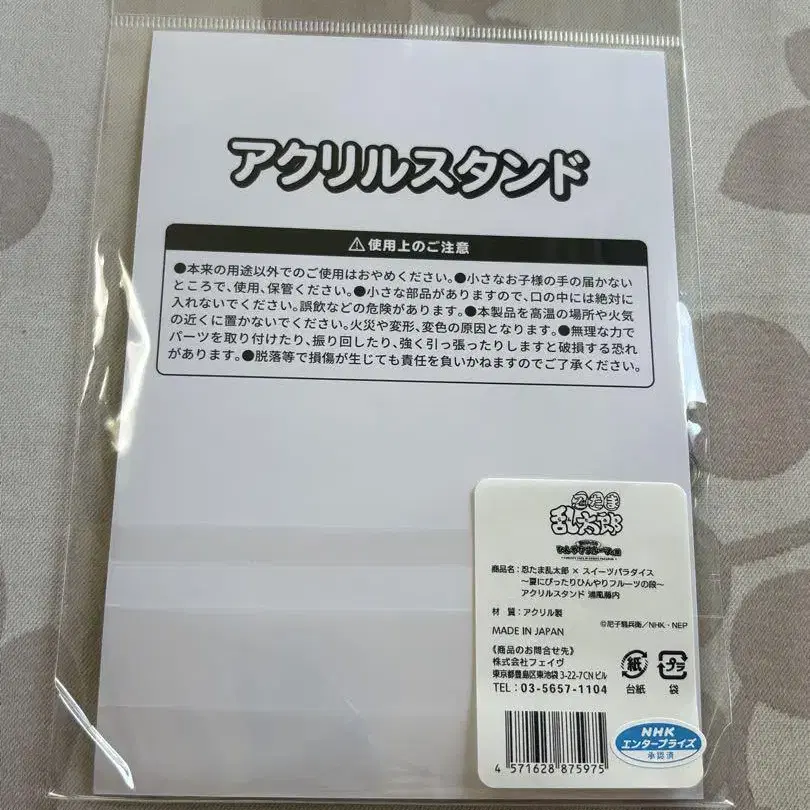 アクリルスタンド
⚠使用上のご注意
●本来の用途以外でのご使用はおやめください。●小さなお子様の手の届かない
ところで、使用、保管ください。●小さな部品がありますので、口の中には絶対に
入れないでください。誤飲などの危険があります。●本製品を高温の場所や火気
の近くに置かないでください。火災や変形、変色の原因となります。●無理な力で
パーツを取り付けたり、振り回したり、強く引っ張ったりしますと破損する恐れ
があります。●脱落等で損傷が生じても責任を負いかねますのでご了承ください。
忍たま
乱太郎
商品名:忍たま乱太郎 × スイーツパラダイス
～夏にぴったりひんやりフルーツの段～
アクリルスタンド 浦風藤内
材 質:アクリル製
©尼子騒兵衛/NHK・NEP
MADE IN JAPAN
《商品のお問合せ先》
株式会社フェイヴ
東京都豊島区東池袋 3-22-7CN ビル
TEL:03-5657-1104
紙
台紙
プラ
袋
4 571628 875975
NHK
エンタープライズ
承認済